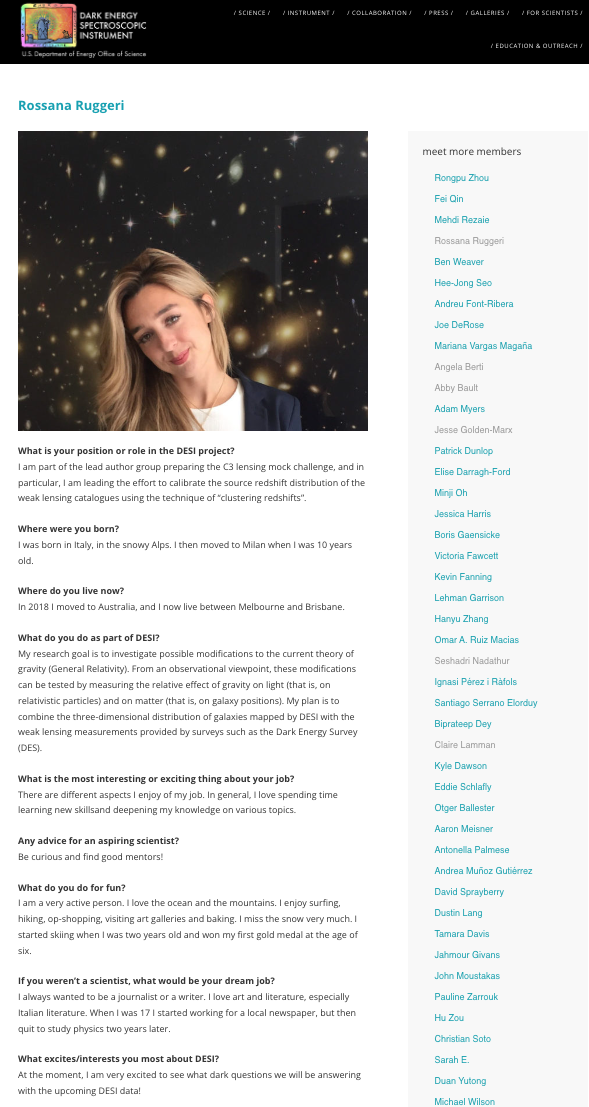 DARK ENERGY
SPECTROSCOPIC
INSTRUMENT
U.S. Department of Energy Office of Science
/ SCIENCE / / INSTRUMENT / / COLLABORATION / / PRESS / / GALLERIES / / FOR SCIENTISTS /
/ EDUCATION & OUTREACH /
Rossana Ruggeri
What is your position or role in the DESI project?
I am part of the lead author group preparing the C3 lensing mock challenge, and in
particular, I am leading the effort to calibrate the source redshift distribution of the
weak lensing catalogues using the technique of “clustering redshifts”.
Where were you born?
I was born in Italy, in the snowy Alps. I then moved to Milan when I was 10 years
old.
Where do you live now?
In 2018 I moved to Australia, and I now live between Melbourne and Brisbane.
What do you do as part of DESI?
My research goal is to investigate possible modifications to the current theory of
gravity (General Relativity). From an observational viewpoint, these modifications
can be tested by measuring the relative effect of gravity on light (that is, on
relativistic particles) and on matter (that is, on galaxy positions). My plan is to
combine the three-dimensional distribution of galaxies mapped by DESI with the
weak lensing measurements provided by surveys such as the Dark Energy Survey
(DES).
What is the most interesting or exciting thing about your job?
There are different aspects I enjoy of my job. In general, I love spending time
learning new skillsand deepening my knowledge on various topics.
Any advice for an aspiring scientist?
Be curious and find good mentors!
What do you do for fun?
I am a very active person. I love the ocean and the mountains. I enjoy surfing,
hiking, op-shopping, visiting art galleries and baking. I miss the snow very much. I
started skiing when I was two years old and won my first gold medal at the age of
six.
If you weren’t a scientist, what would be your dream job?
I always wanted to be a journalist or a writer. I love art and literature, especially
Italian literature. When I was 17 I started working for a local newspaper, but then
quit to study physics two years later.
What excites/interests you most about DESI?
At the moment, I am very excited to see what dark questions we will be answering
with the upcoming DESI data!
meet more members
Rongpu Zhou
Fei Qin
Mehdi Rezaie
Rossana Ruggeri
Ben Weaver
Hee-Jong Seo
Andreu Font-Ribera
Joe DeRose
Mariana Vargas Magaña
Angela Berti
Abby Bault
Adam Myers
Jesse Golden-Marx
Patrick Dunlop
Elise Darragh-Ford
Minji Oh
Jessica Harris
Boris Gaensicke
Victoria Fawcett
Kevin Fanning
Lehman Garrison
Hanyu Zhang
Omar A. Ruiz Macias
Seshadri Nadathur
Ignasi Pérez i Ràfols
Santiago Serrano Elorduy
Biprateep Dey
Claire Lamman
Kyle Dawson
Eddie Schlafly
Otger Ballester
Aaron Meisner
Antonella Palmese
Andrea Muñoz Gutiérrez
David Sprayberry
Dustin Lang
Tamara Davis
Jahmour Givans
John Moustakas
Pauline Zarrouk
Hu Zou
Christian Soto
Sarah E.
Duan Yutong
Michael Wilson